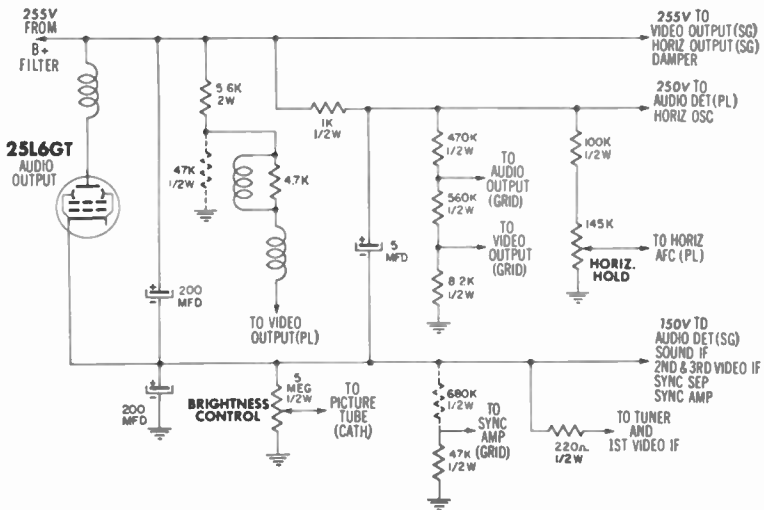 255V
FROM
B+
FILTER
255V TO
VIDEO OUTPUT(SG)
HORIZ OUTPUT(SG)
DAMPER
5.6K
2W
250V TO
AUDIO DET(PL)
HORIZ OSC
1K
1/2W
25L6GT
AUDIO
OUTPUT
47K
1/2W
4.7K
470K
1/2W
100K
1/2W
TO
AUDIO
OUTPUT
(GRID)
560K
1/2W
TO
VIDEO
OUTPUT
(GRID)
145K
HORIZ.
HOLD
TO HORIZ
AFC (PL)
+
-
5
MFD
8.2K
1/2W
+
-
200
MFD
TO VIDEO
OUTPUT(PL)
150V TO
AUDIO DET(SG)
SOUND IF
2ND & 3RD VIDEO IF
SYNC SEP
SYNC AMP
+
-
200
MFD
BRIGHTNESS
CONTROL
5
MEG
1/2W
TO
PICTURE
TUBE
(CATH)
680K
1/2W
TO
SYNC
AMP
(GRID)
47K
1/2W
220Ω
1/2W
TO TUNER
AND
1ST VIDEO IF